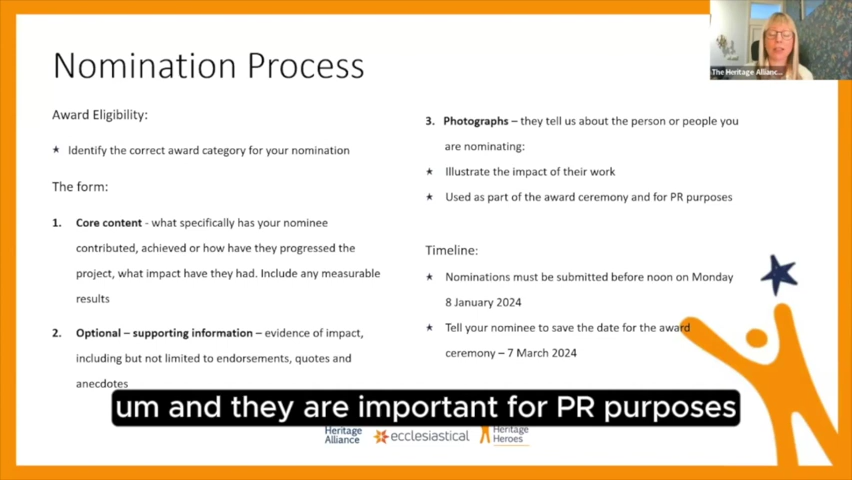 Nomination Process
The Heritage Allianc...
Award Eligibility:
★ Identify the correct award category for your nomination
The form:
1. Core content - what specifically has your nominee
contributed, achieved or how have they progressed the
project, what impact have they had. Include any measurable
results
2. Optional – supporting information – evidence of impact,
including but not limited to endorsements, quotes and
anecdotes
3. Photographs – they tell us about the person or people you
are nominating:
★ Illustrate the impact of their work
★ Used as part of the award ceremony and for PR purposes
Timeline:
★ Nominations must be submitted before noon on Monday
8 January 2024
★ Tell your nominee to save the date for the award
ceremony – 7 March 2024
um and they are important for PR purposes
Heritage
Alliance
ecclesiastical
Heritage
Heroes